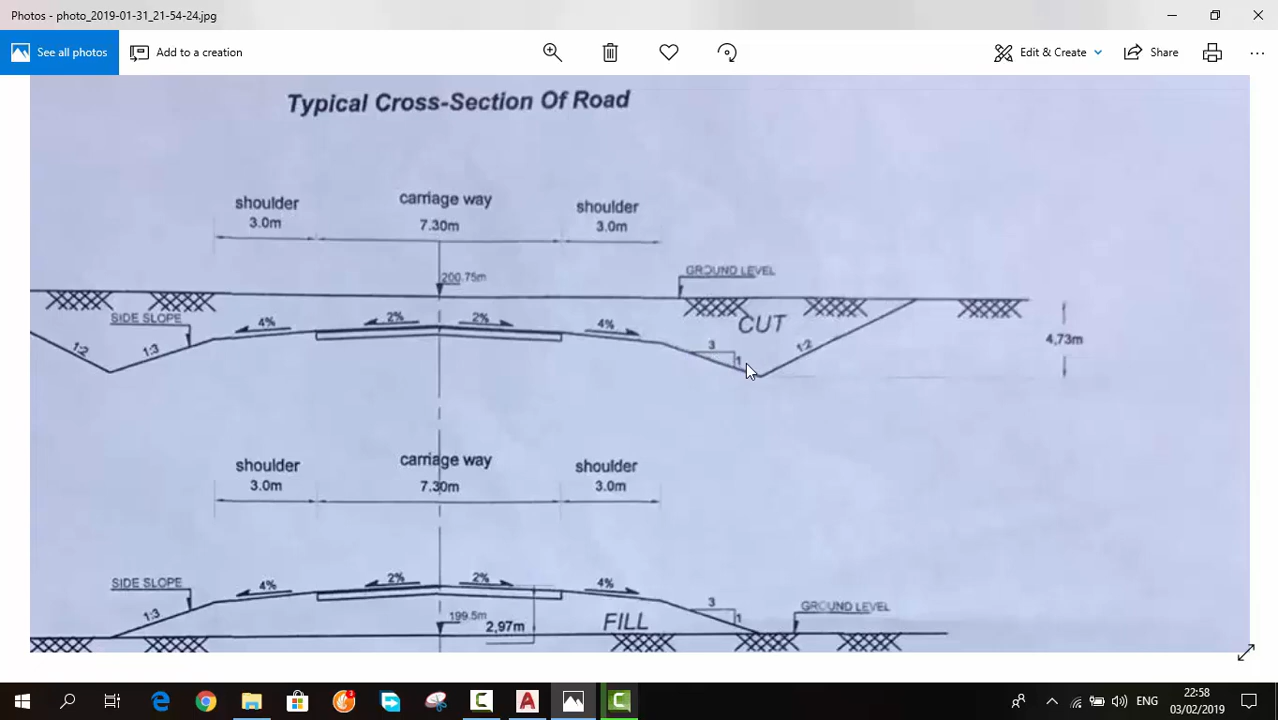 Photos - photo_2019-01-31_21-54-24.jpg
See all photos
Add to a creation
Edit & Create
Share
Typical Cross-Section Of Road
shoulder
carriage way
shoulder
3.0m
7.30m
3.0m
200.75m
GROUND LEVEL
SIDE SLOPE
4%
2%
2%
4%
CUT
1:2
1:3
3
1
1:2
4,73m
shoulder
carriage way
shoulder
3.0m
7.30m
3.0m
SIDE SLOPE
4%
2%
2%
4%
1:3
3
1
199.5m
2,97m
FILL
GROUND LEVEL
ENG
22:58
03/02/2019